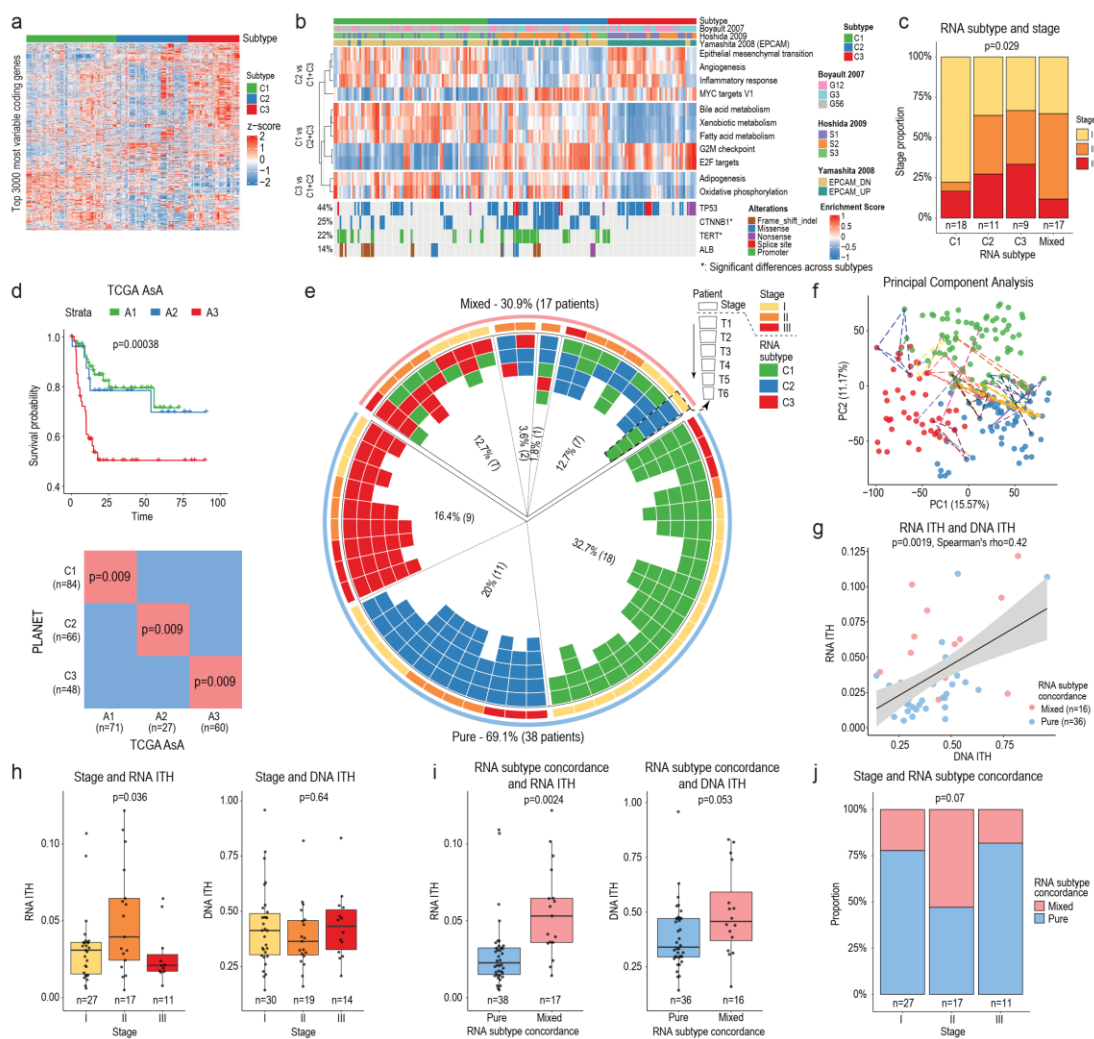 a
Subtype
Top 3000 most variable coding genes
Subtype
C1
C2
C3
z-score
2
1
0
−1
−2
b
Subtype
Boyault 2007
Hoshida 2009
Yamashita 2008 (EPCAM)
C2 vs
C1+C3
Epithelial mesenchymal transition
Angiogenesis
Inflammatory response
MYC targets V1
C1 vs
C2+C3
Bile acid metabolism
Xenobiotic metabolism
Fatty acid metabolism
G2M checkpoint
E2F targets
C3 vs
C1+C2
Adipogenesis
Oxidative phosphorylation
44%
TP53
25%
CTNNB1*
22%
TERT*
14%
ALB
Alterations
Frame_shift_indel
Missense
Nonsense
Splice site
Promoter
Subtype
C1
C2
C3
Boyault 2007
G12
G3
G56
Hoshida 2009
S1
S2
S3
Yamashita 2008
EPCAM_DN
EPCAM_UP
Enrichment Score
1
0.5
0
−0.5
−1
*: Significant differences across subtypes
c
RNA subtype and stage
p=0.029
100%
75%
50%
25%
0%
Stage proportion
n=18
n=11
n=9
n=17
C1
C2
C3
Mixed
RNA subtype
Stage
I
d
TCGA AsA
Strata
A1
A2
A3
p=0.00038
Survival probability
1.0
0.8
0.6
0.4
0
25
50
75
100
Time
PLANET
C1
(n=84)
C2
(n=66)
C3
(n=48)
p=0.009
p=0.009
p=0.009
A1
(n=71)
A2
(n=27)
A3
(n=60)
TCGA AsA
e
Mixed - 30.9% (17 patients)
12.7% (7)
3.6% (2)
1.8% (1)
12.7% (7)
16.4% (9)
32.7% (18)
20% (11)
Pure - 69.1% (38 patients)
Patient
Stage
T1
T2
T3
T4
T5
T6
Stage
I
II
III
RNA
subtype
C1
C2
C3
f
Principal Component Analysis
PC2 (11.17%)
50
0
−50
−100
−50
0
50
PC1 (15.57%)
g
RNA ITH and DNA ITH
p=0.0019, Spearman's rho=0.42
RNA ITH
0.125
0.100
0.075
0.050
0.025
0.000
0.25
0.50
0.75
DNA ITH
RNA subtype
concordance
Mixed (n=16)
Pure (n=36)
h
Stage and RNA ITH
p=0.036
RNA ITH
0.10
0.05
0.00
n=27
n=17
n=11
I
II
III
Stage
Stage and DNA ITH
p=0.64
DNA ITH
1.00
0.75
0.50
0.25
n=30
n=19
n=14
I
II
III
Stage
i
RNA subtype concordance
and RNA ITH
p=0.0024
RNA ITH
0.10
0.05
0.00
n=38
n=17
Pure
Mixed
RNA subtype concordance
RNA subtype concordance
and DNA ITH
p=0.053
DNA ITH
1.00
0.75
0.50
0.25
n=36
n=16
Pure
Mixed
RNA subtype concordance
j
Stage and RNA subtype concordance
p=0.07
Proportion
100%
75%
50%
25%
0%
n=27
n=17
n=11
I
II
III
Stage
RNA subtype
concordance
Mixed
Pure